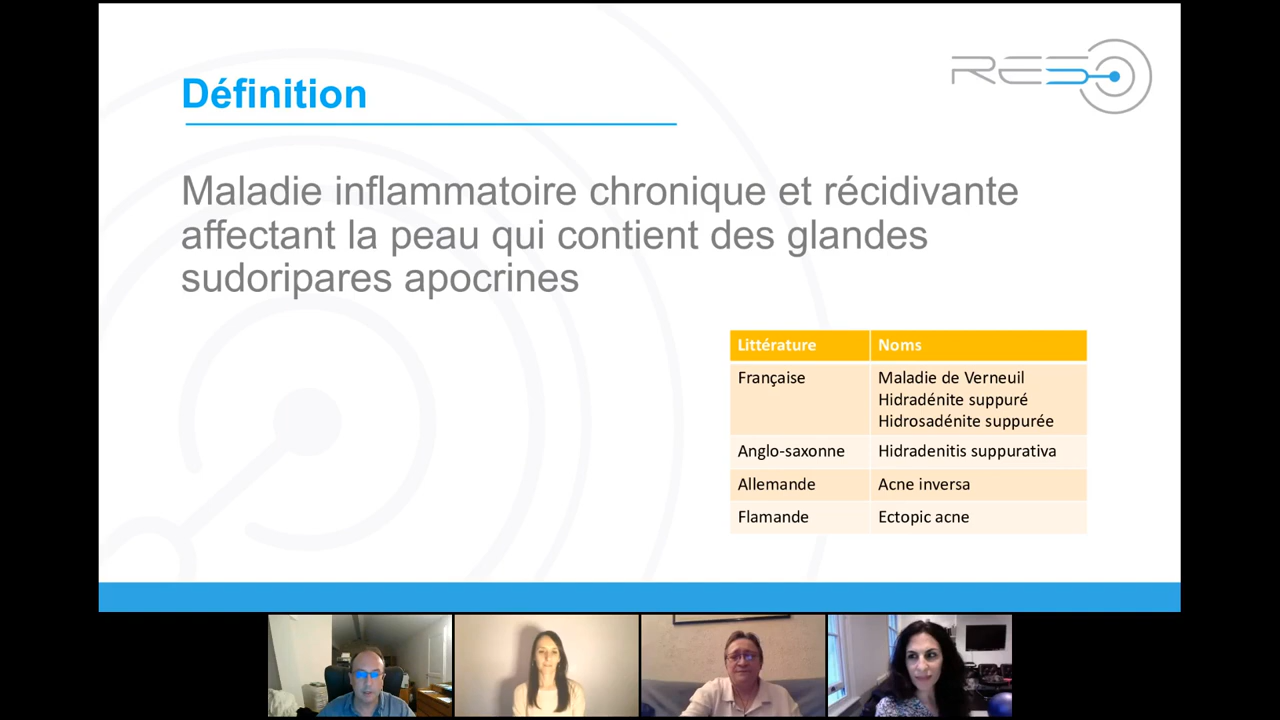 Définition
RESO
Maladie inflammatoire chronique et récidivante
affectant la peau qui contient des glandes
sudoripares apocrines
Littérature Noms
Française Maladie de Verneuil
Hidradénite suppuré
Hidrosadénite suppurée
Anglo-saxonne Hidradenitis suppurativa
Allemande Acne inversa
Flamande Ectopic acne